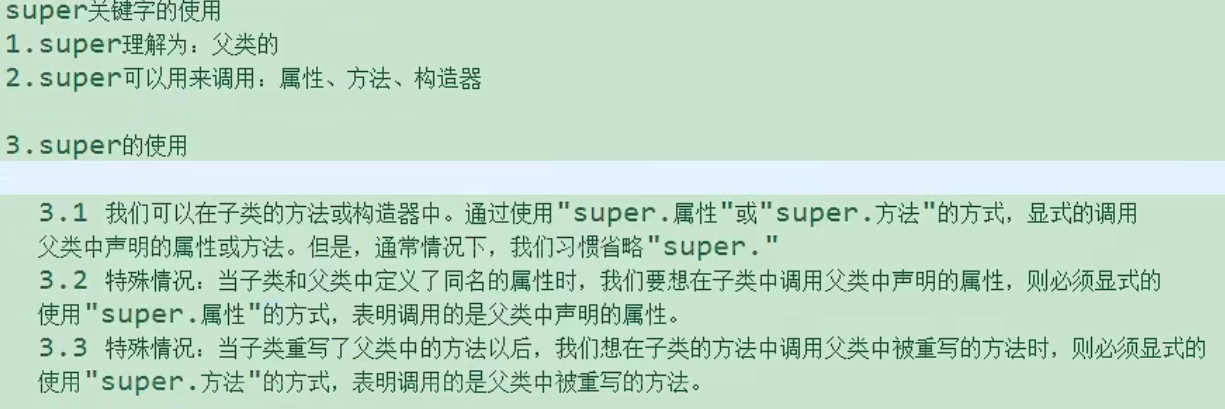 super关键字的使用
1.super理解为：父类的
2.super可以用来调用：属性、方法、构造器
3.super的使用
3.1 我们可以在子类的方法或构造器中。通过使用"super.属性"或"super.方法"的方式，显式的调用
父类中声明的属性或方法。但是，通常情况下，我们习惯省略"super."
3.2 特殊情况：当子类和父类中定义了同名的属性时，我们要想在子类中调用父类中声明的属性，则必须显式的
使用"super.属性"的方式，表明调用的是父类中声明的属性。
3.3 特殊情况：当子类重写了父类中的方法以后，我们想在子类的方法中调用父类中被重写的方法时，则必须显式的
使用"super.方法"的方式，表明调用的是父类中被重写的方法。